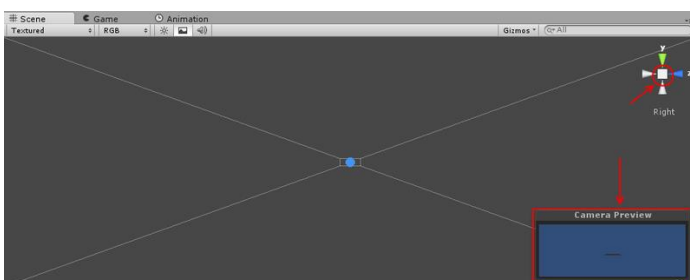 Scene Game Animation
Textured RGB Gizmos All
y
z
Right
Camera Preview